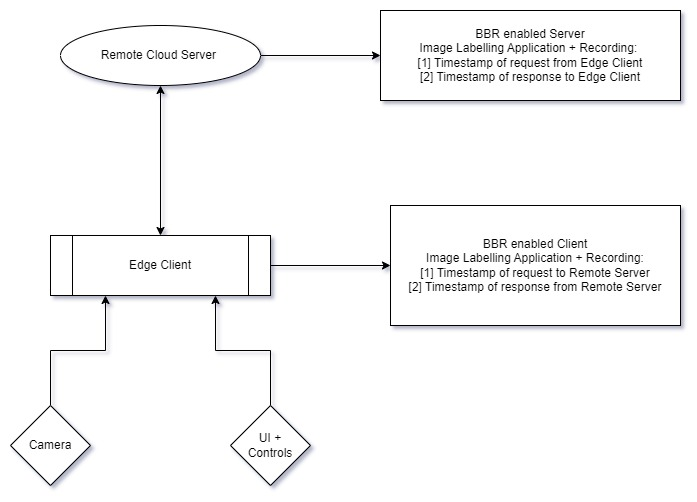 Remote Cloud Server
BBR enabled Server
Image Labelling Application + Recording:
[1] Timestamp of request from Edge Client
[2] Timestamp of response to Edge Client
Edge Client
BBR enabled Client
Image Labelling Application + Recording:
[1] Timestamp of request to Remote Server
[2] Timestamp of response from Remote Server
Camera
UI +
Controls